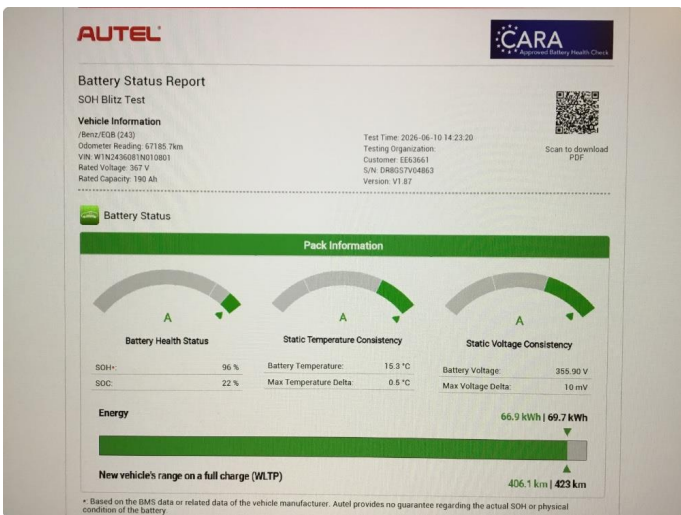 AUTEL
CARA
Approved Battery Health Check
Battery Status Report
SOH Blitz Test
Vehicle Information
/Benz/EQB (243)
Odometer Reading: 67185.7km
VIN: W1N2436081N010801
Rated Voltage: 367 V
Rated Capacity: 190 Ah
Test Time: 2026-06-10 14:23:20
Testing Organization:
Customer: EE63661
S/N: DR8GS7V04863
Version: V1.87
Scan to download
PDF
Battery Status
Pack Information
A
Battery Health Status
SOH*: 96 %
SOC: 22 %
A
Static Temperature Consistency
Battery Temperature: 15.3 °C
Max Temperature Delta: 0.5 °C
A
Static Voltage Consistency
Battery Voltage: 355.90 V
Max Voltage Delta: 10 mV
Energy
66.9 kWh | 69.7 kWh
New vehicle's range on a full charge (WLTP)
406.1 km | 423 km
*: Based on the BMS data or related data of the vehicle manufacturer. Autel provides no guarantee regarding the actual SOH or physical
condition of the battery